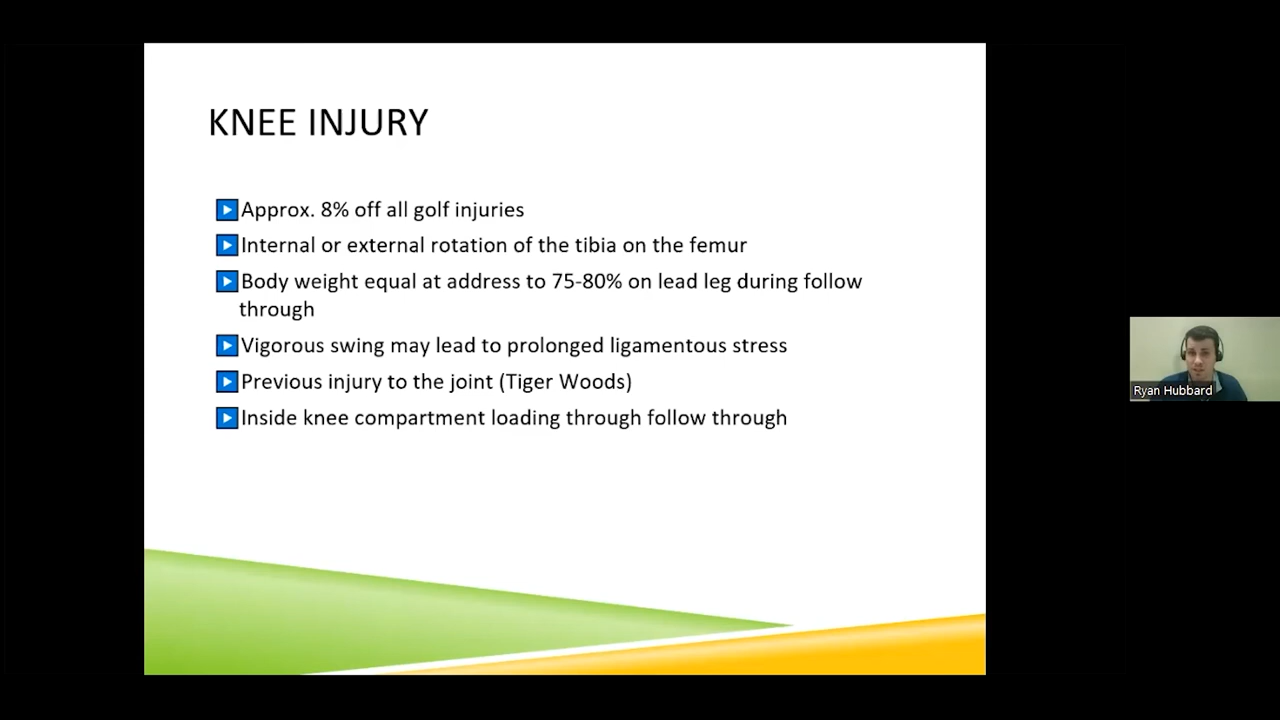 KNEE INJURY
Approx. 8% off all golf injuries
Internal or external rotation of the tibia on the femur
Body weight equal at address to 75-80% on lead leg during follow
through
Vigorous swing may lead to prolonged ligamentous stress
Previous injury to the joint (Tiger Woods)
Inside knee compartment loading through follow through
Ryan Hubbard